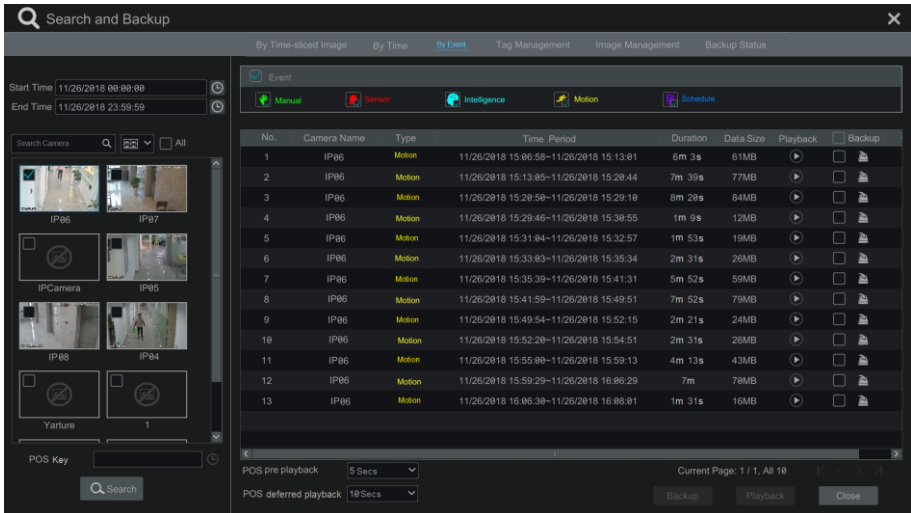 Search and Backup
By Time-sliced Image By Time By Event Tag Management Image Management Backup Status
Start Time 11/26/2018 00:00:00
End Time 11/26/2018 23:59:59
Search Camera All
IP06 IP07
IPCamera IP05
IP08 IP04
Yarture 1
POS Key
Search
Event
Manual Sensor Intelligence Motion Schedule
No. Camera Name Type Time Period Duration Data Size Playback Backup
1 IP06 Motion 11/26/2018 15:06:58~11/26/2018 15:13:01 6m 3s 61MB
2 IP06 Motion 11/26/2018 15:13:05~11/26/2018 15:20:44 7m 39s 77MB
3 IP06 Motion 11/26/2018 15:20:50~11/26/2018 15:29:10 8m 20s 84MB
4 IP06 Motion 11/26/2018 15:29:46~11/26/2018 15:30:55 1m 9s 12MB
5 IP06 Motion 11/26/2018 15:31:04~11/26/2018 15:32:57 1m 53s 19MB
6 IP06 Motion 11/26/2018 15:33:03~11/26/2018 15:35:34 2m 31s 26MB
7 IP06 Motion 11/26/2018 15:35:39~11/26/2018 15:41:31 5m 52s 59MB
8 IP06 Motion 11/26/2018 15:41:59~11/26/2018 15:49:51 7m 52s 79MB
9 IP06 Motion 11/26/2018 15:49:54~11/26/2018 15:52:15 2m 21s 24MB
10 IP06 Motion 11/26/2018 15:52:20~11/26/2018 15:54:51 2m 31s 26MB
11 IP06 Motion 11/26/2018 15:55:00~11/26/2018 15:59:13 4m 13s 43MB
12 IP06 Motion 11/26/2018 15:59:29~11/26/2018 16:06:29 7m 70MB
13 IP06 Motion 11/26/2018 16:06:30~11/26/2018 16:08:01 1m 31s 16MB
POS pre playback 5 Secs Current Page: 1 / 1, All 10
POS deferred playback 10 Secs Backup Playback Close